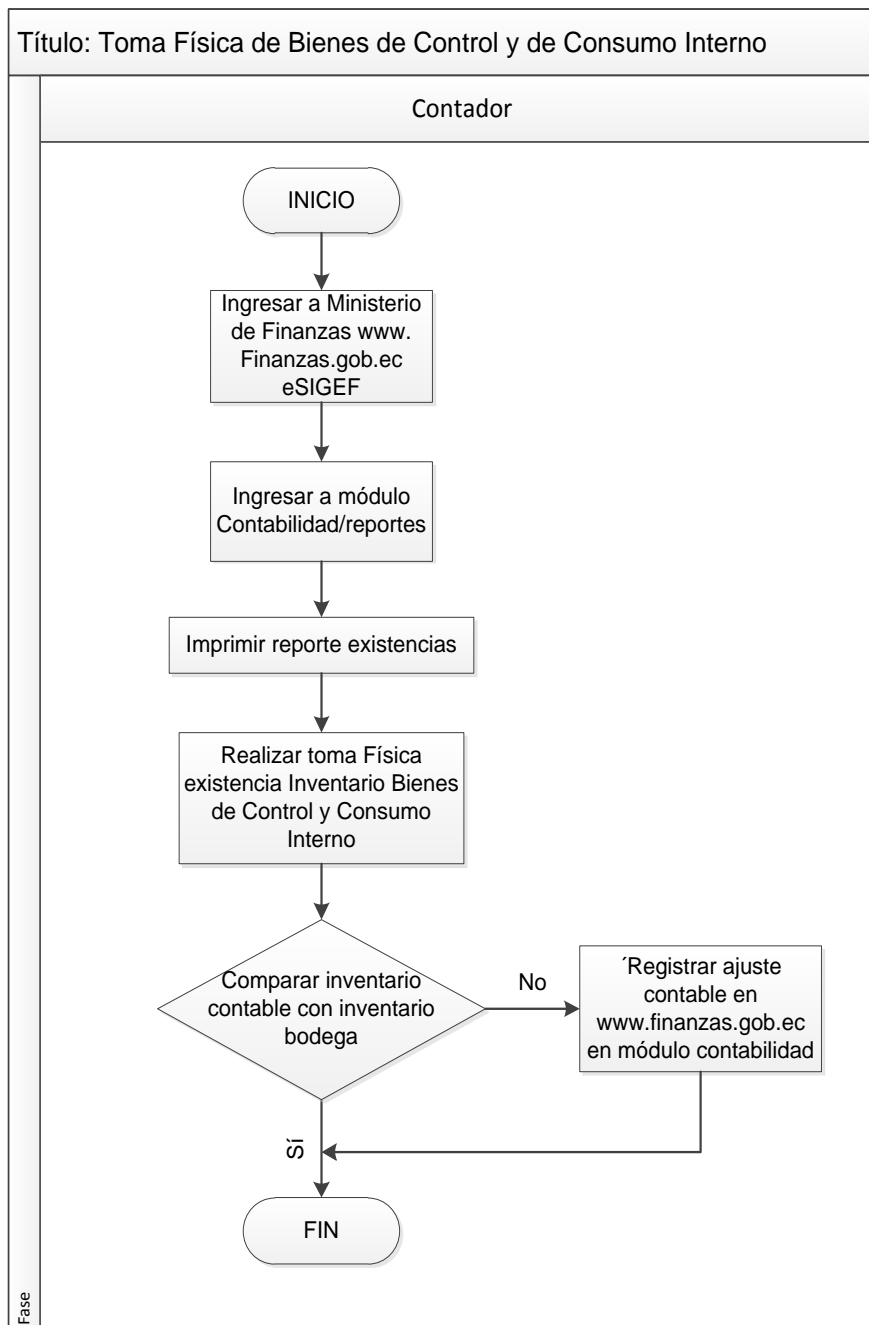 Título: Toma Física de Bienes de Control y de Consumo Interno
Contador
INICIO
Ingresar a Ministerio
de Finanzas www.
Finanzas.gob.ec
eSIGEF
Ingresar a módulo
Contabilidad/reportes
Imprimir reporte existencias
Realizar toma Física
existencia Inventario Bienes
de Control y Consumo
Interno
Comparar inventario
contable con inventario
bodega
No
´Registrar ajuste
contable en
www.finanzas.gob.ec
en módulo contabilidad
Sí
FIN
Fase